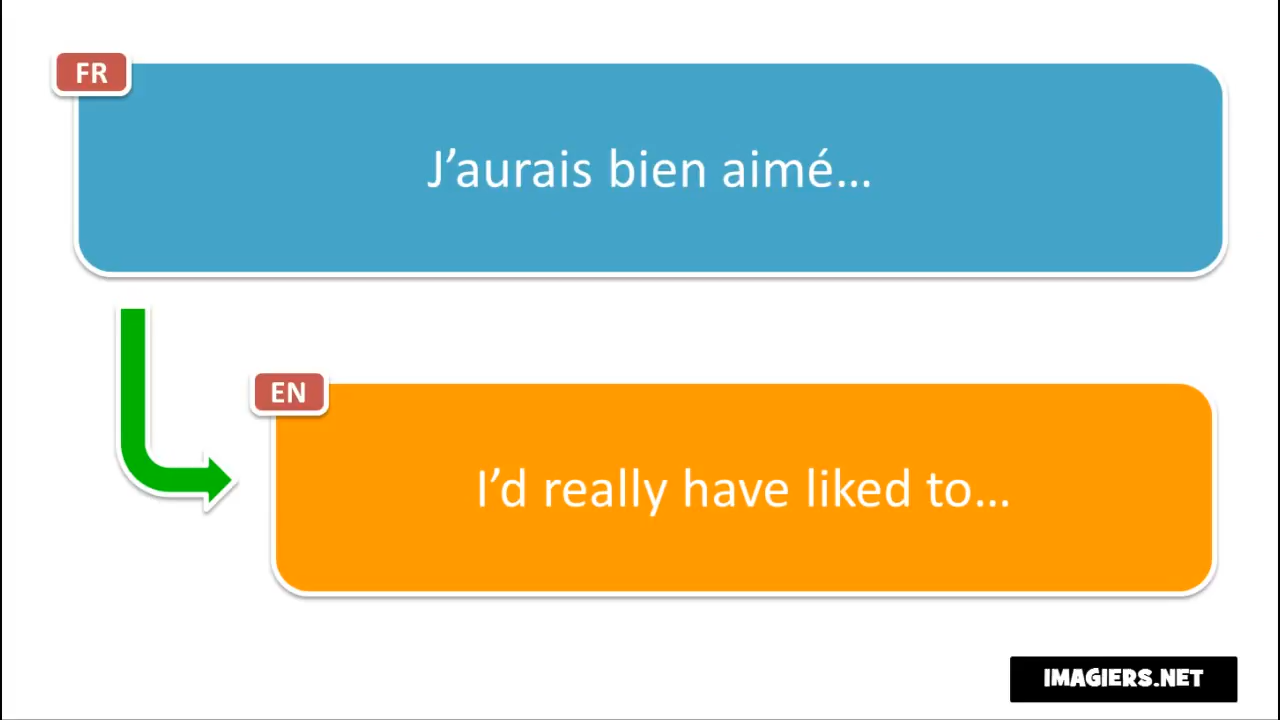 FR
J’aurais bien aimé...
EN
I’d really have liked to...
IMAGIERS.NET